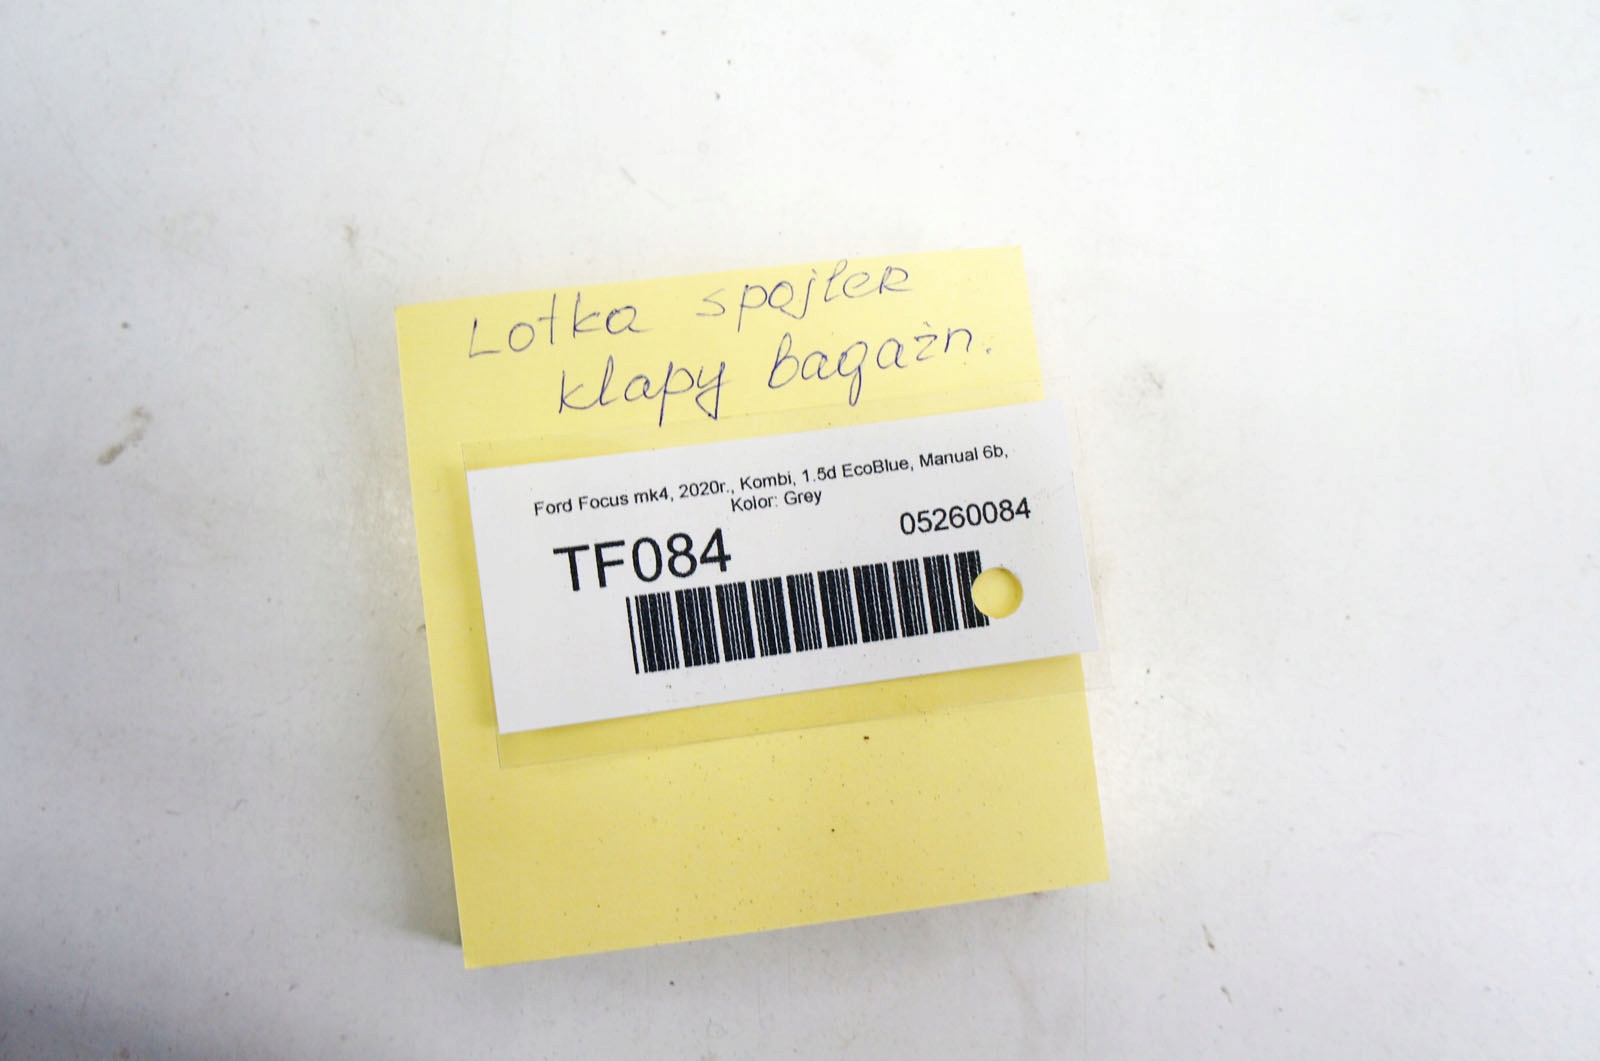 Lotka spojler
klapy bagażn.
Ford Focus mk4, 2020r., Kombi, 1.5d EcoBlue, Manual 6b,
Kolor: Grey
05260084
TF084